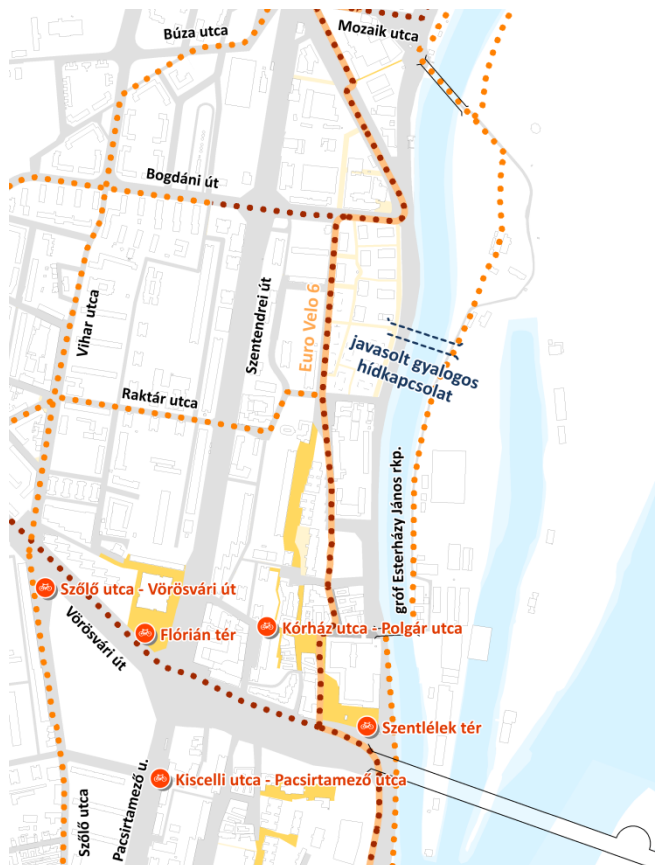 Mozaik utca
Búza utca
Bogdáni út
Vihar utca
Szentendrei út
Euro Velo 6
javasolt gyalogos
hídkapcsolat
Raktár utca
gróf Esterházy János rkp.
Szőlő utca - Vörösvári út
Vörösvári út
Flórián tér
Kórház utca - Polgár utca
Szentlélek tér
Kiscelli utca - Pacsirtamező utca
Szőlő utca
Pacsirtamező u.